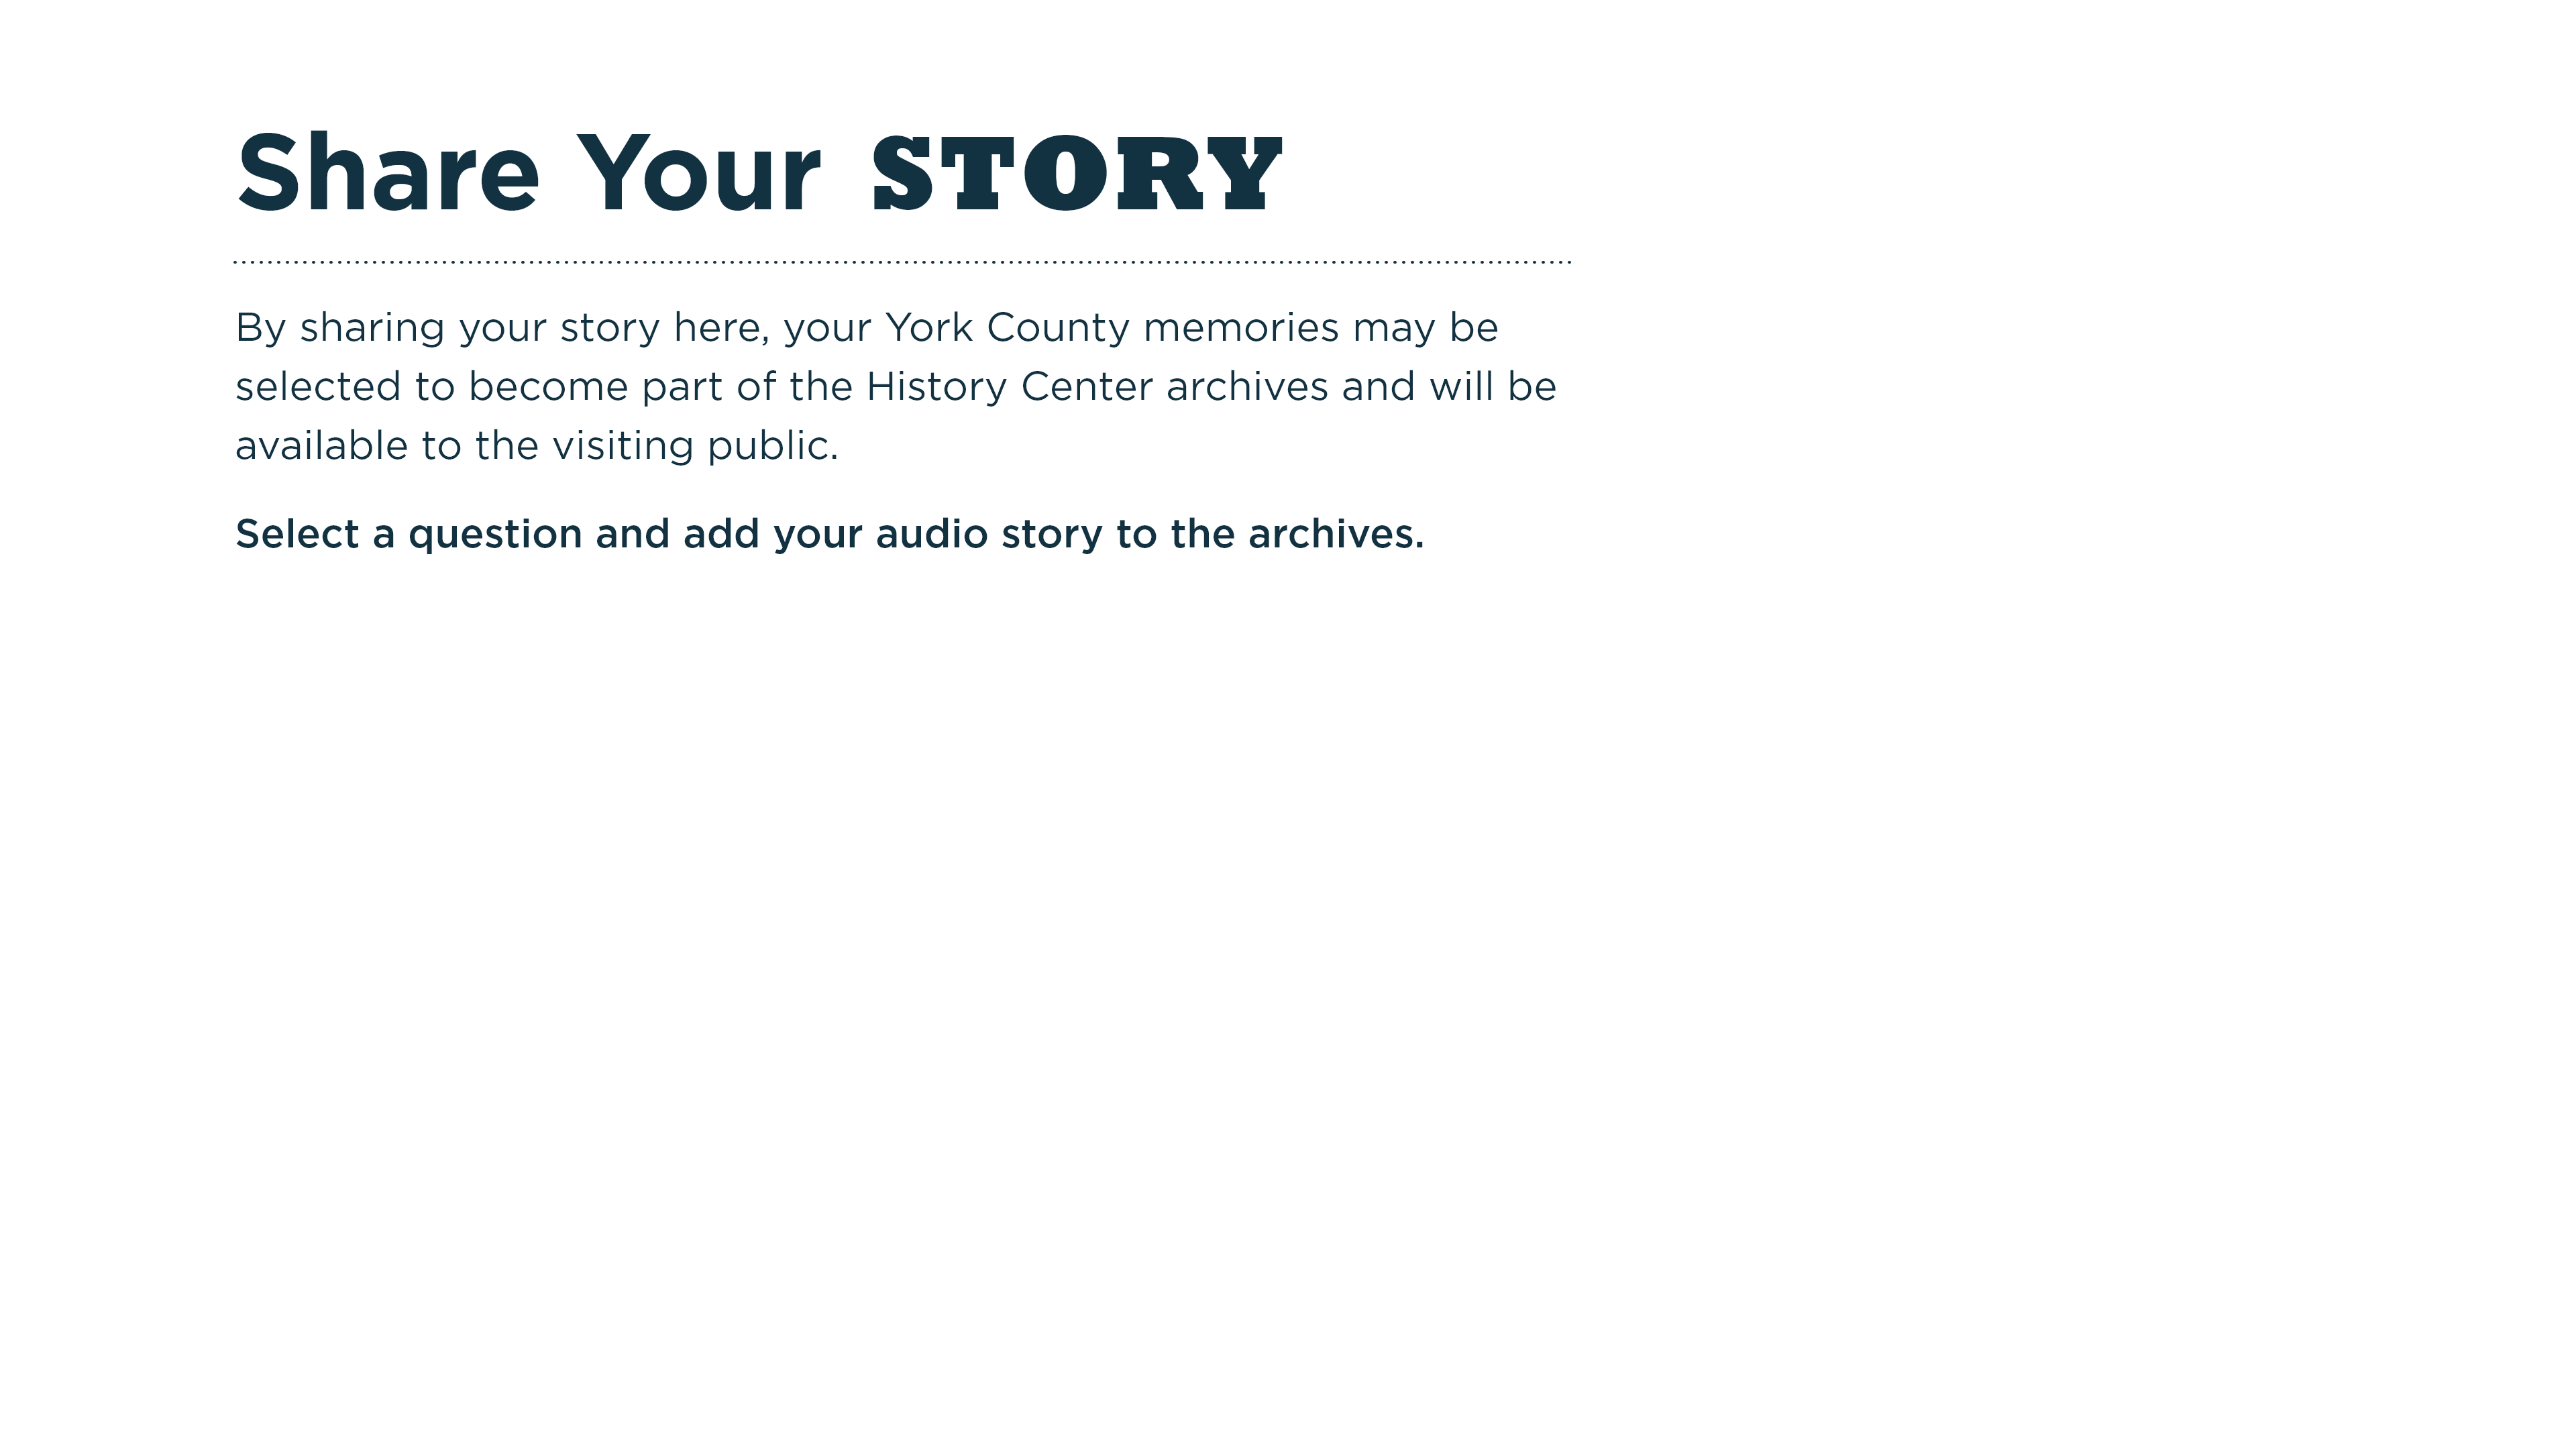 Share Your STORY
By sharing your story here, your York County memories may be
selected to become part of the History Center archives and will be
available to the visiting public.
Select a question and add your audio story to the archives.